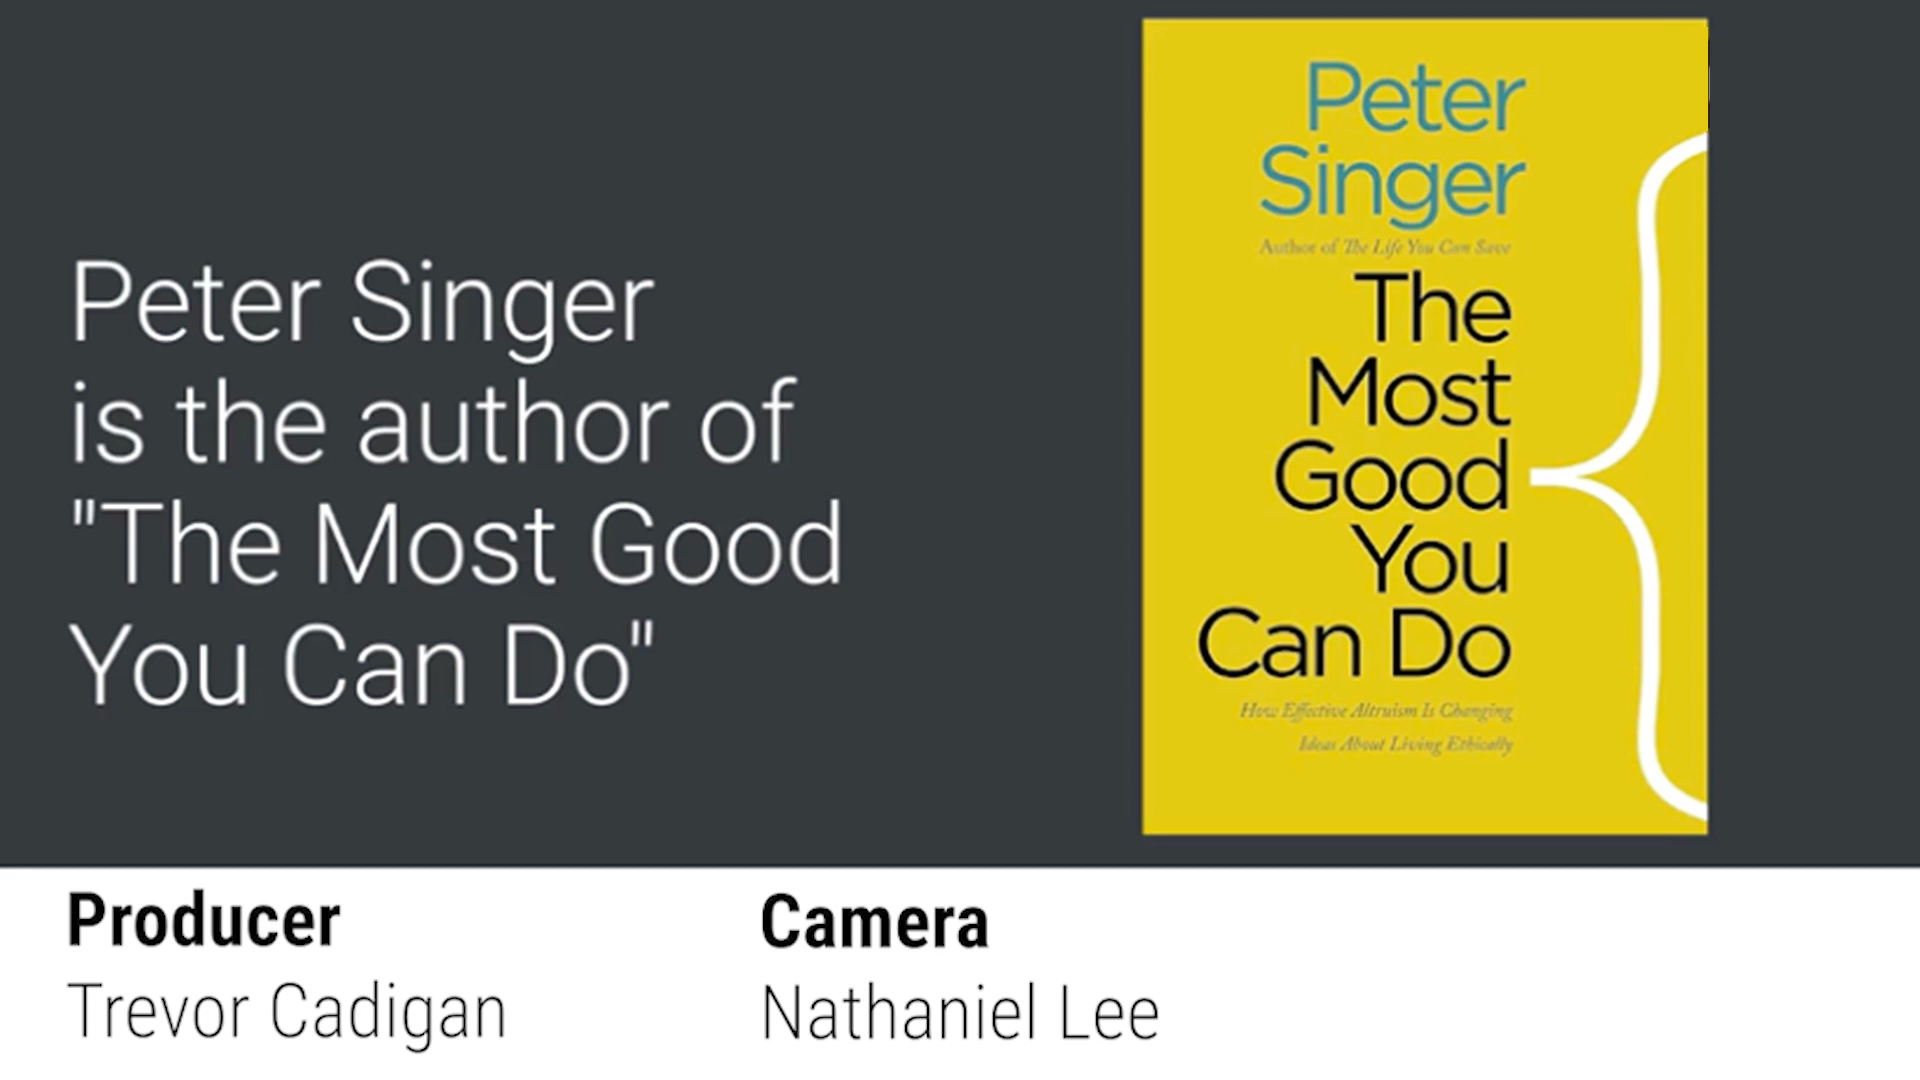 Peter Singer
is the author of
"The Most Good
You Can Do"
Peter
Singer
Author of The Life You Can Save
The
Most
Good
You
Can Do
How Effective Altruism Is Changing
Ideas About Living Ethically
Producer
Trevor Cadigan
Camera
Nathaniel Lee